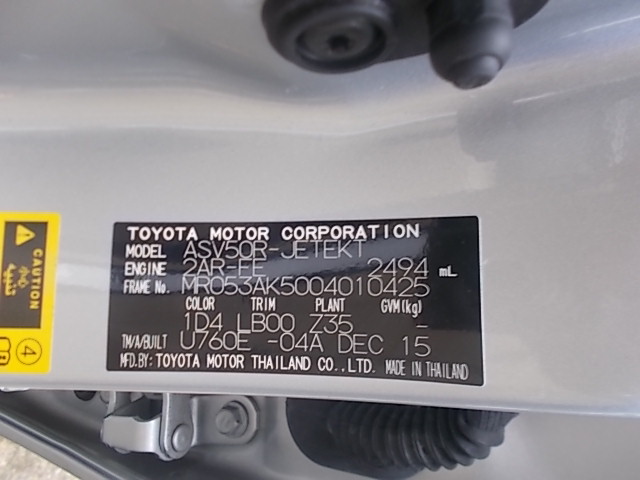 TOYOTA MOTOR CORPORATION
MODEL ASV50R-JETEKT
ENGINE 2AR-FE 2494 mL
FRAME No. MR053AK5004010425
COLOR TRIM PLANT GVM(kg)
1D4 LB00 Z35 -
TM/A/BUILT U760E -04A DEC 15
MFD.BY: TOYOTA MOTOR THAILAND CO.,LTD. MADE IN THAILAND
CAUTION
4